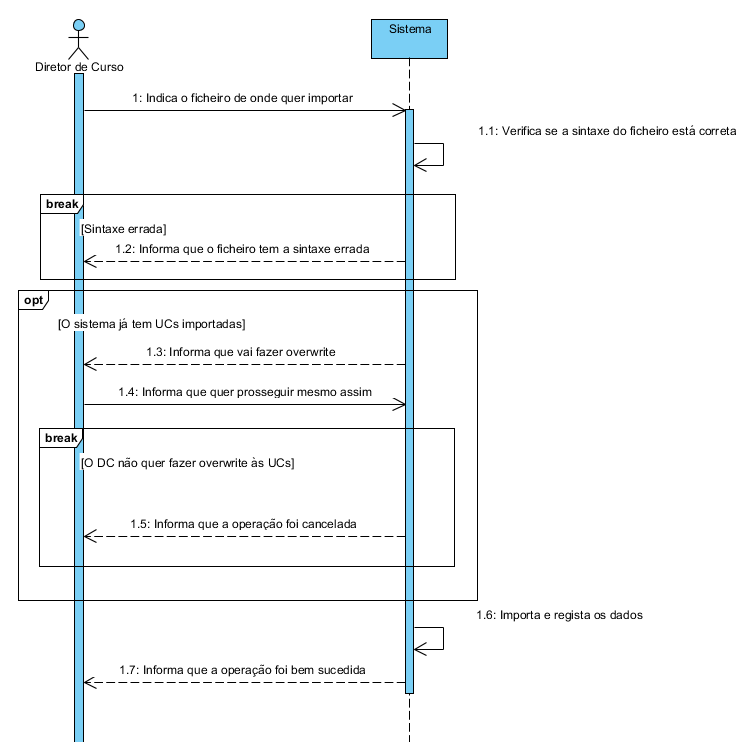 Sistema
Diretor de Curso
1: Indica o ficheiro de onde quer importar
1.1: Verifica se a sintaxe do ficheiro está correta
break
[Sintaxe errada]
1.2: Informa que o ficheiro tem a sintaxe errada
opt
[O sistema já tem UCs importadas]
1.3: Informa que vai fazer overwrite
1.4: Informa que quer prosseguir mesmo assim
break
[O DC não quer fazer overwrite às UCs]
1.5: Informa que a operação foi cancelada
1.6: Importa e regista os dados
1.7: Informa que a operação foi bem sucedida